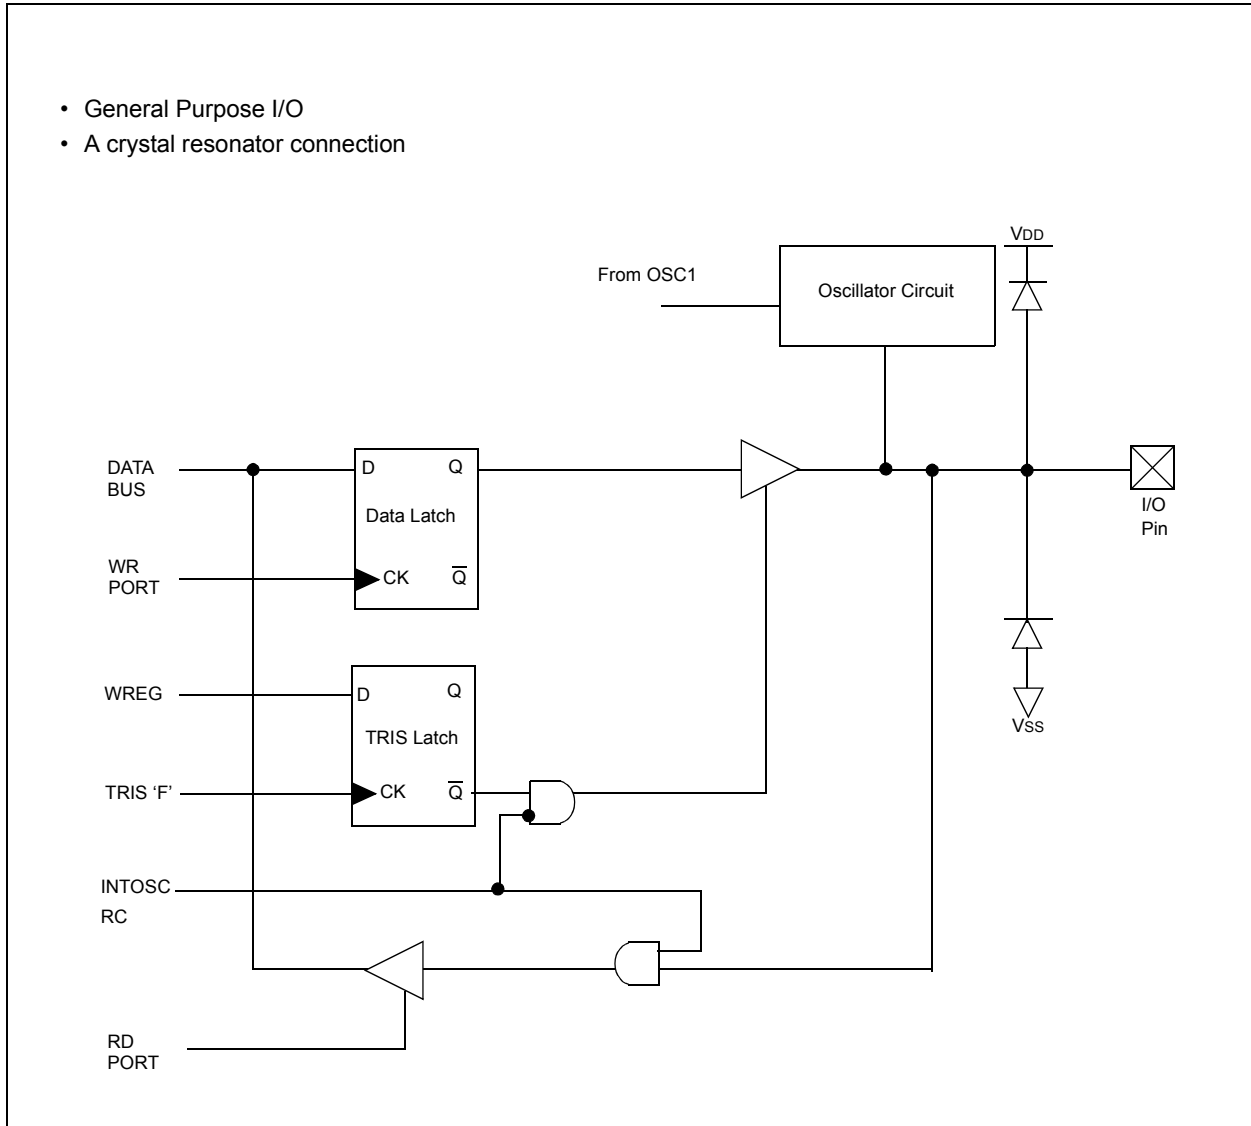 • General Purpose I/O
• A crystal resonator connection
VDD
From OSC1
Oscillator Circuit
DATA
BUS
D
Q
Data Latch
I/O
Pin
WR
PORT
CK
Q̅
WREG
D
Q
TRIS Latch
VSS
TRIS ‘F’
CK
Q̅
INTOSC
RC
RD
PORT